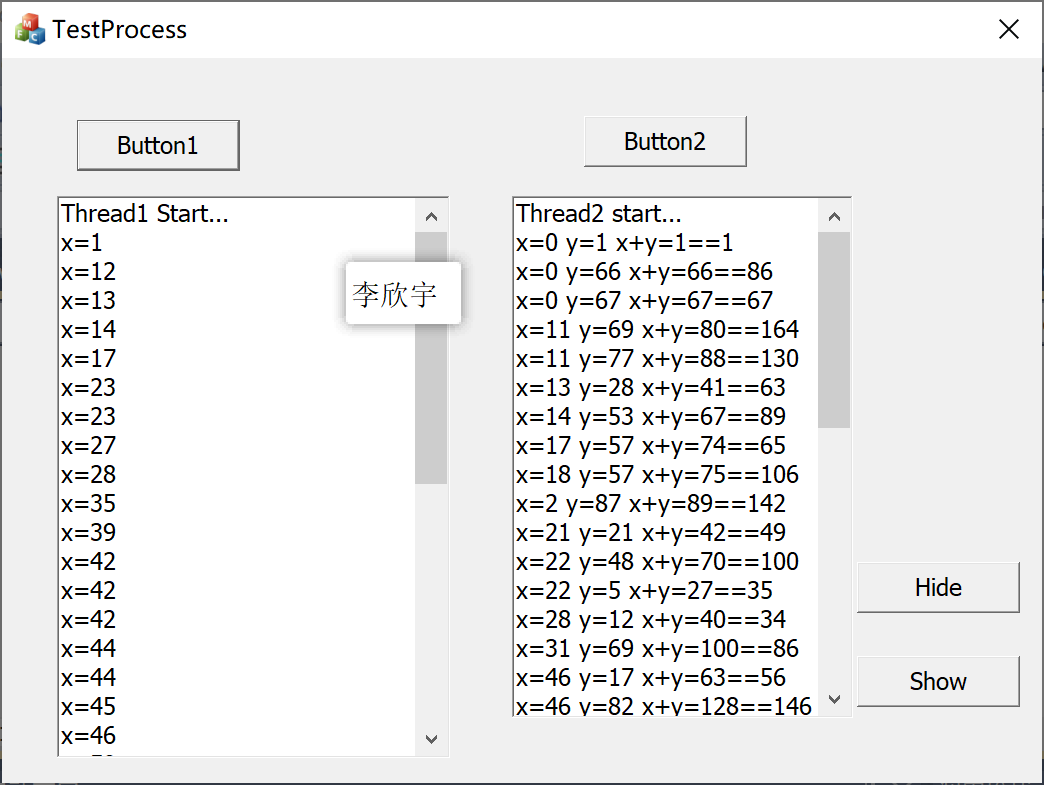 TestProcess
Button1
Button2
Thread1 Start...
x=1
x=12
x=13
x=14
x=17
x=23
x=23
x=27
x=28
x=35
x=39
x=42
x=42
x=42
x=44
x=44
x=45
x=46
李欣宇
Thread2 start...
x=0 y=1 x+y=1==1
x=0 y=66 x+y=66==86
x=0 y=67 x+y=67==67
x=11 y=69 x+y=80==164
x=11 y=77 x+y=88==130
x=13 y=28 x+y=41==63
x=14 y=53 x+y=67==89
x=17 y=57 x+y=74==65
x=18 y=57 x+y=75==106
x=2 y=87 x+y=89==142
x=21 y=21 x+y=42==49
x=22 y=48 x+y=70==100
x=22 y=5 x+y=27==35
x=28 y=12 x+y=40==34
x=31 y=69 x+y=100==86
x=46 y=17 x+y=63==56
x=46 y=82 x+y=128==146
Hide
Show